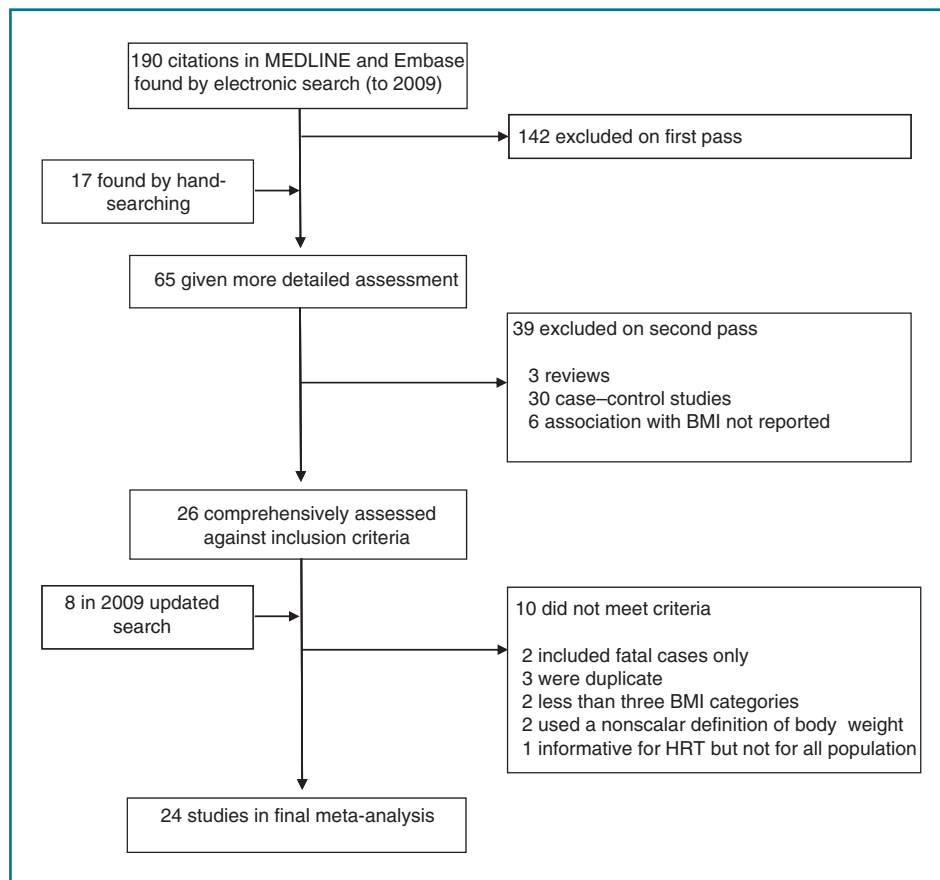 190 citations in MEDLINE and Embase
found by electronic search (to 2009)
142 excluded on first pass
17 found by hand-
searching
65 given more detailed assessment
39 excluded on second pass
3 reviews
30 case–control studies
6 association with BMI not reported
26 comprehensively assessed
against inclusion criteria
8 in 2009 updated
search
10 did not meet criteria
2 included fatal cases only
3 were duplicate
2 less than three BMI categories
2 used a nonscalar definition of body weight
1 informative for HRT but not for all population
24 studies in final meta-analysis